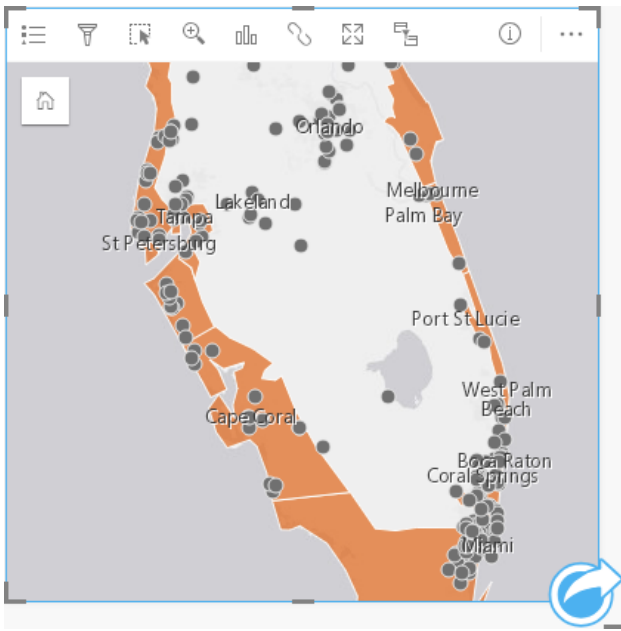 Orlando
Melbourne
Lakeland
Palm Bay
Tampa
St Petersburg
Port St Lucie
West Palm
Beach
Cape Coral
Boca Raton
Coral Springs
Miami